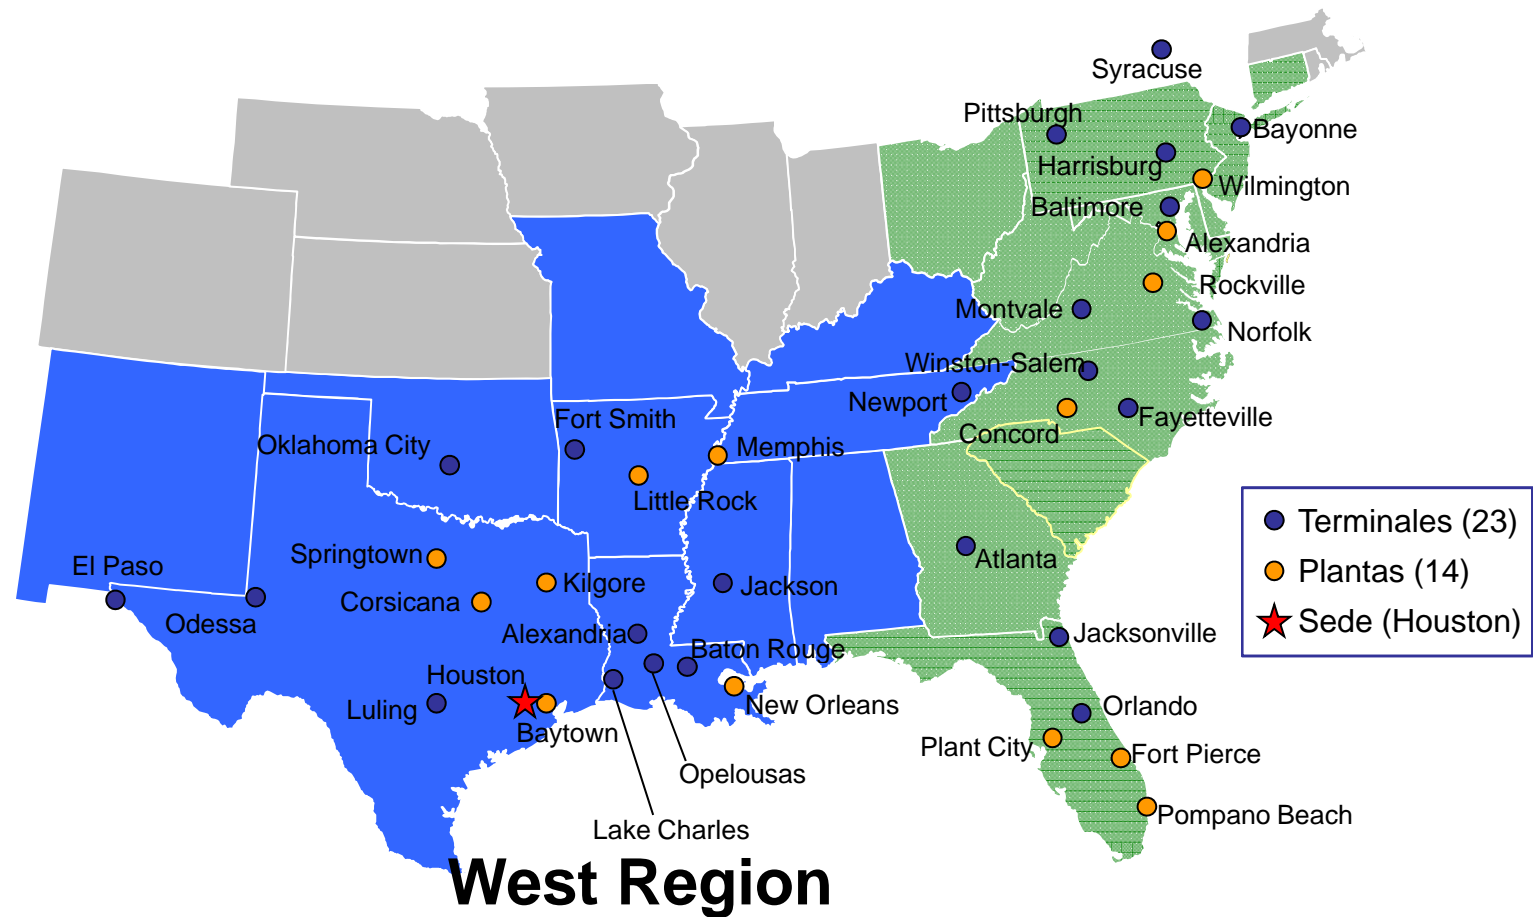 Syracuse
Pittsburgh
Bayonne
Harrisburg
Wilmington
Baltimore
Alexandria
Rockville
Montvale
Norfolk
Winston-Salem
Newport
Fayetteville
Fort Smith
Concord
Oklahoma City
Memphis
Little Rock
Terminales (23)
Plantas (14)
Sede (Houston)
Springtown
Atlanta
El Paso
Kilgore
Jackson
Corsicana
Odessa
Alexandria
Jacksonville
Baton Rouge
Houston
Luling
New Orleans
Orlando
Baytown
Plant City
Fort Pierce
Opelousas
Pompano Beach
Lake Charles
West Region